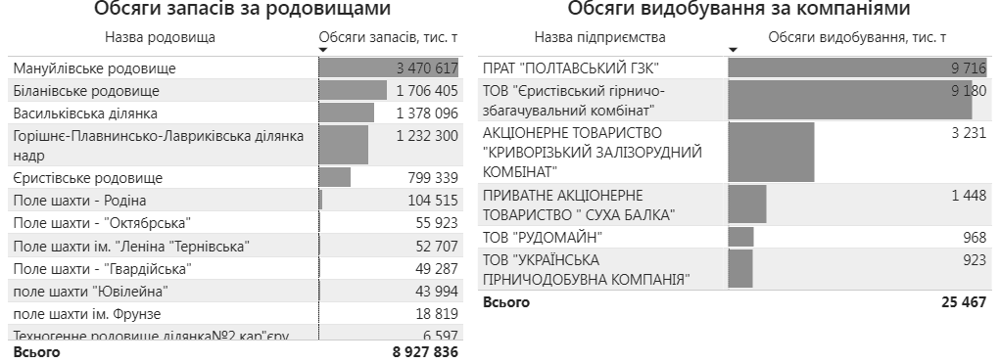 Обсяги запасів за родовищами
Назва родовища Обсяги запасів, тис. т
Мануйлівське родовище 3 470 617
Біланівське родовище 1 706 405
Васильківська ділянка 1 378 096
Горішнє-Плавнинсько-Лавриківська ділянка
надр 1 232 300
Єристівське родовище 799 339
Поле шахти - Родіна 104 515
Поле шахти - "Октябрська" 55 923
Поле шахти ім. "Леніна "Тернівська" 52 707
Поле шахти - "Гвардійська" 49 287
поле шахти "Ювілейна" 43 994
поле шахти ім. Фрунзе 18 819
Техногенне родовище ділянка№2 кар"єру 6 597
Всього 8 927 836
Обсяги видобування за компаніями
Назва підприємства Обсяги видобування, тис. т
ПРАТ "ПОЛТАВСЬКИЙ ГЗК" 9 716
ТОВ "Єристівський гірничо- 9 180
збагачувальний комбінат"
АКЦІОНЕРНЕ ТОВАРИСТВО 3 231
"КРИВОРІЗЬКИЙ ЗАЛІЗОРУДНИЙ
КОМБІНАТ"
ПРИВАТНЕ АКЦІОНЕРНЕ 1 448
ТОВАРИСТВО " СУХА БАЛКА"
ТОВ "РУДОМАЙН" 968
ТОВ "УКРАЇНСЬКА 923
ГІРНИЧОДОБУВНА КОМПАНІЯ"
Всього 25 467